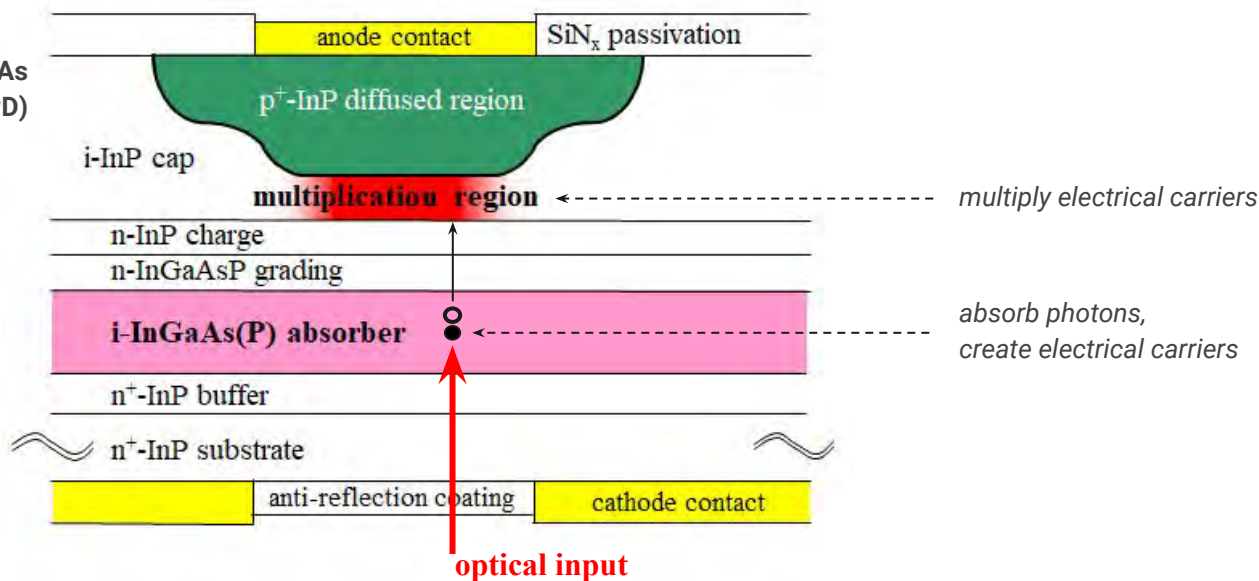 anode contact
SiNx passivation
As
D)
p+-InP diffused region
i-InP cap
multiplication region
multiply electrical carriers
n-InP charge
n-InGaAsP grading
i-InGaAs(P) absorber
absorb photons,
create electrical carriers
n+-InP buffer
n+-InP substrate
anti-reflection coating
cathode contact
optical input